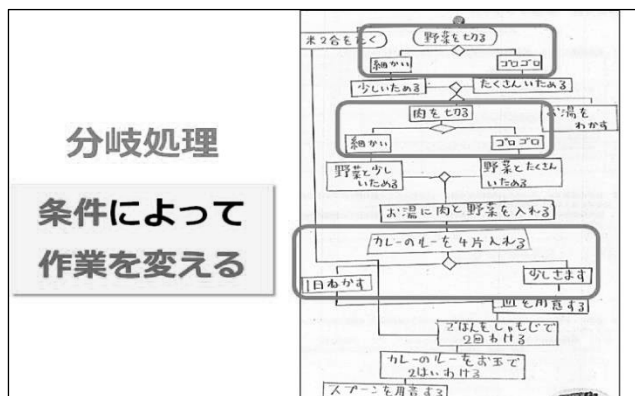 分岐処理
条件によって
作業を変える
米2合をたく
野菜を切る
細かい
ゴロゴロ
少しいためる
たくさんいためる
お湯を
わかす
肉を切る
細かい
ゴロゴロ
野菜と少し
いためる
野菜とたくさん
いためる
お湯に肉と野菜を入れる
カレーのルーを4片入れる
1日ねかす
少しさます
皿を用意する
ごはんをしゃもじで
2回わける
カレーのルーをお玉で
2はいわける
スプーンを用意する